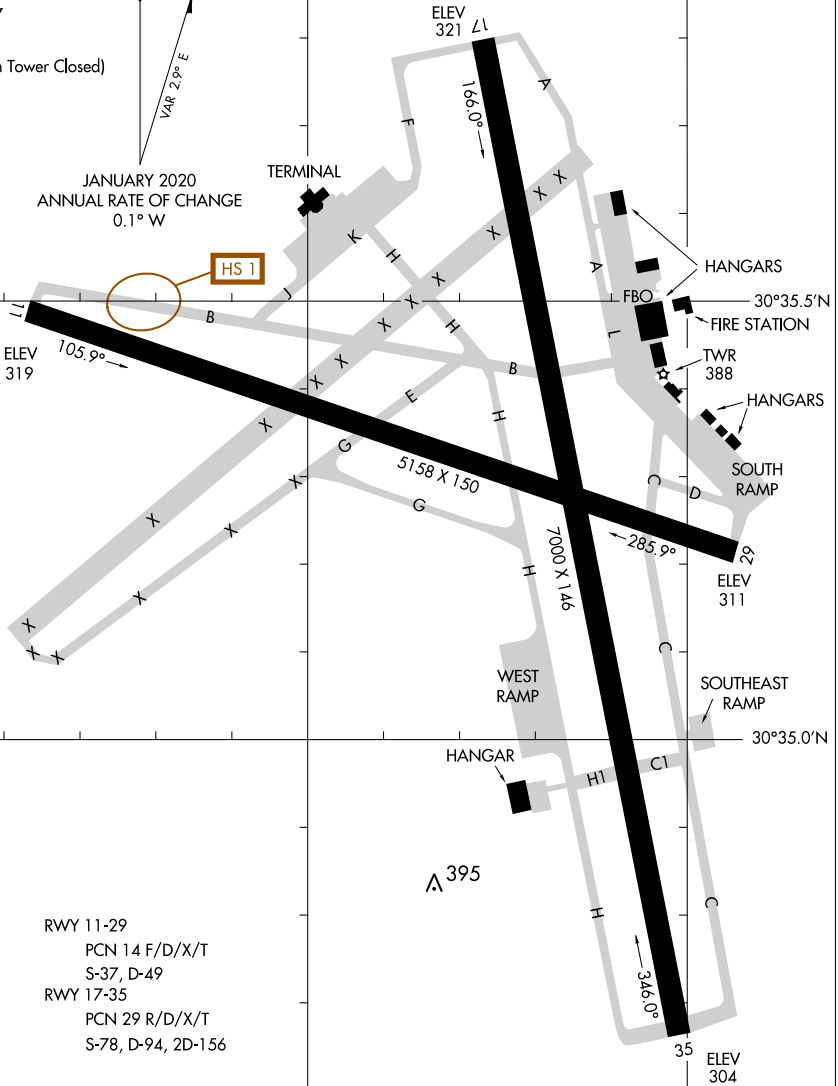 n Tower Closed)
VAR 2.9° E
JANUARY 2020
ANNUAL RATE OF CHANGE
0.1° W
ELEV
321
17
166.0°
A
F
TERMINAL
X
X
X
K
H
A
HANGARS
HS 1
J
X
X
FBO
30°35.5'N
11
B
X
H
L
FIRE STATION
ELEV
319
105.9°
X
X
B
TWR
388
E
H
HANGARS
X
G
5158 X 150
SOUTH
RAMP
X
C
D
G
X
X
7000 X 146
285.9°
29
H
ELEV
311
X
X
X
X
C
WEST
RAMP
SOUTHEAST
RAMP
30°35.0'N
HANGAR
H1
C1
395
H
C
RWY 11-29
PCN 14 F/D/X/T
S-37, D-49
RWY 17-35
PCN 29 R/D/X/T
S-78, D-94, 2D-156
346.0°
35
ELEV
304